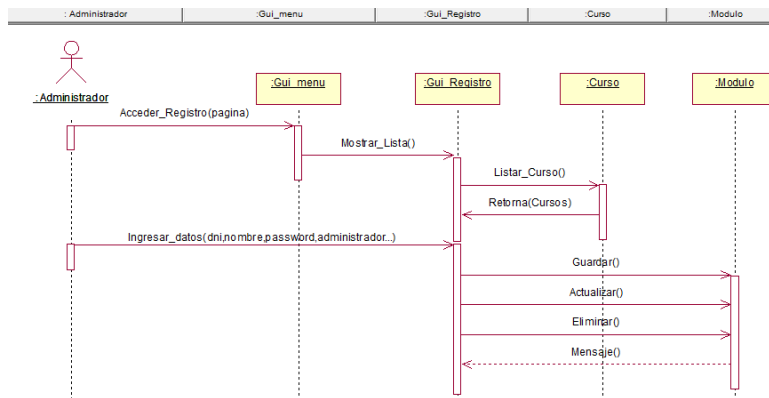 : Administrador
:Gui_menu
:Gui_Registro
:Curso
:Modulo
: Administrador
:Gui_menu
:Gui_Registro
:Curso
:Modulo
Acceder_Registro(pagina)
Mostrar_Lista()
Listar_Curso()
Retorna(Cursos)
Ingresar_datos(dni,nombre,password,administrador...)
Guardar()
Actualizar()
Eliminar()
Mensaje()